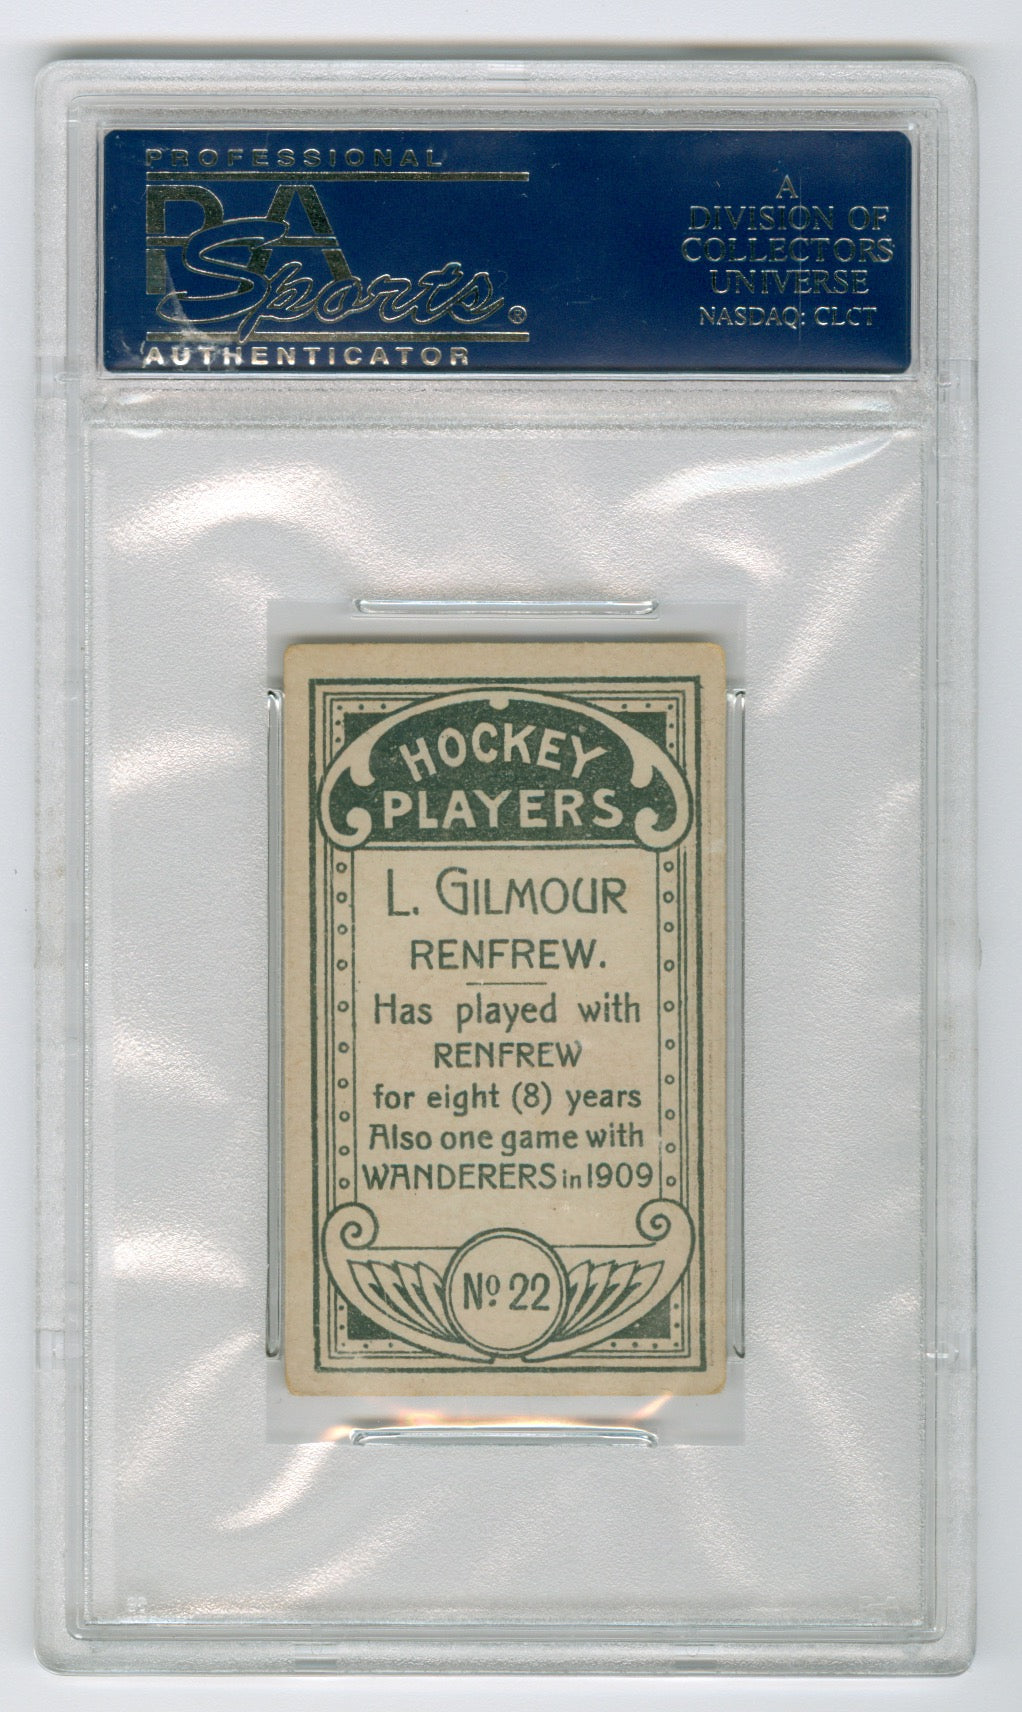 PROFESSIONAL
PSA
Sports®
AUTHENTICATOR
A
DIVISION OF
COLLECTORS
UNIVERSE
NASDAQ: CLCT
HOCKEY
PLAYERS
L. GILMOUR
RENFREW.
Has played with
RENFREW
for eight (8) years
Also one game with
WANDERERS in 1909
No 22